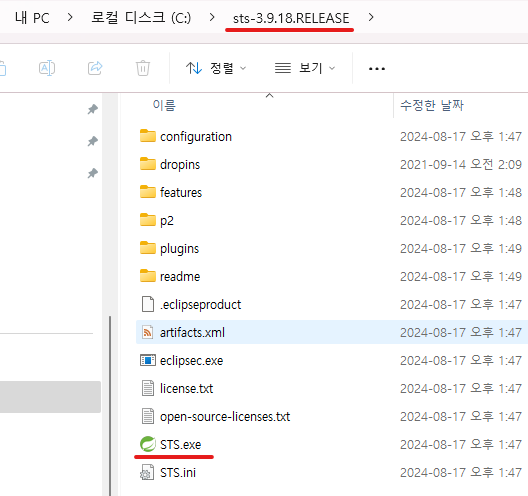 내 PC > 로컬 디스크 (C:) > sts-3.9.18.RELEASE >
정렬 보기 ...
이름 수정한 날짜
configuration 2024-08-17 오후 1:47
dropins 2021-09-14 오전 2:09
features 2024-08-17 오후 1:48
p2 2024-08-17 오후 1:48
plugins 2024-08-17 오후 1:49
readme 2024-08-17 오후 1:49
.eclipseproduct 2024-08-17 오후 1:47
artifacts.xml 2024-08-17 오후 1:47
eclipsec.exe 2024-08-17 오후 1:47
license.txt 2024-08-17 오후 1:47
open-source-licenses.txt 2024-08-17 오후 1:47
STS.exe 2024-08-17 오후 1:47
STS.ini 2024-08-17 오후 1:47